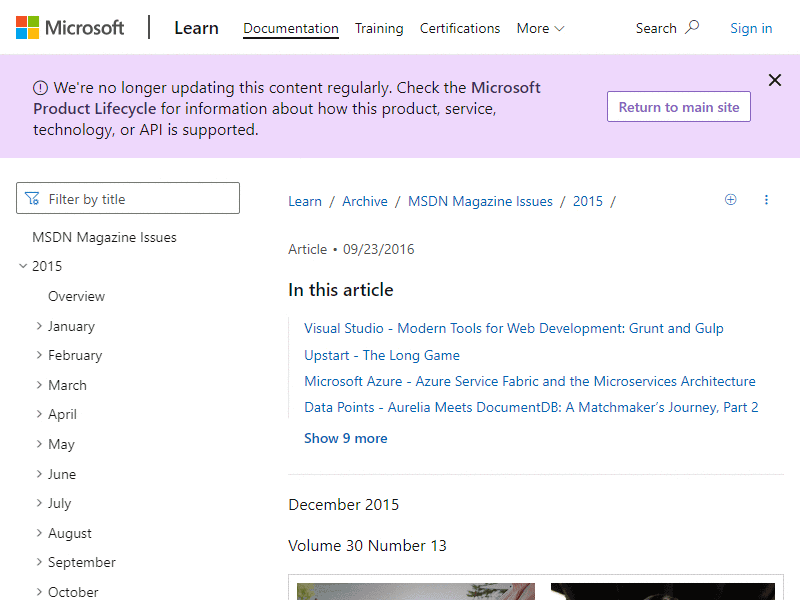 Microsoft
Learn
Documentation
Training
Certifications
More
Search
Sign in
We're no longer updating this content regularly. Check the Microsoft
Product Lifecycle for information about how this product, service,
technology, or API is supported.
Return to main site
Filter by title
MSDN Magazine Issues
2015
Overview
January
February
March
April
May
June
July
August
September
October
Learn / Archive / MSDN Magazine Issues / 2015 /
Article • 09/23/2016
In this article
Visual Studio - Modern Tools for Web Development: Grunt and Gulp
Upstart - The Long Game
Microsoft Azure - Azure Service Fabric and the Microservices Architecture
Data Points - Aurelia Meets DocumentDB: A Matchmaker’s Journey, Part 2
Show 9 more
December 2015
Volume 30 Number 13